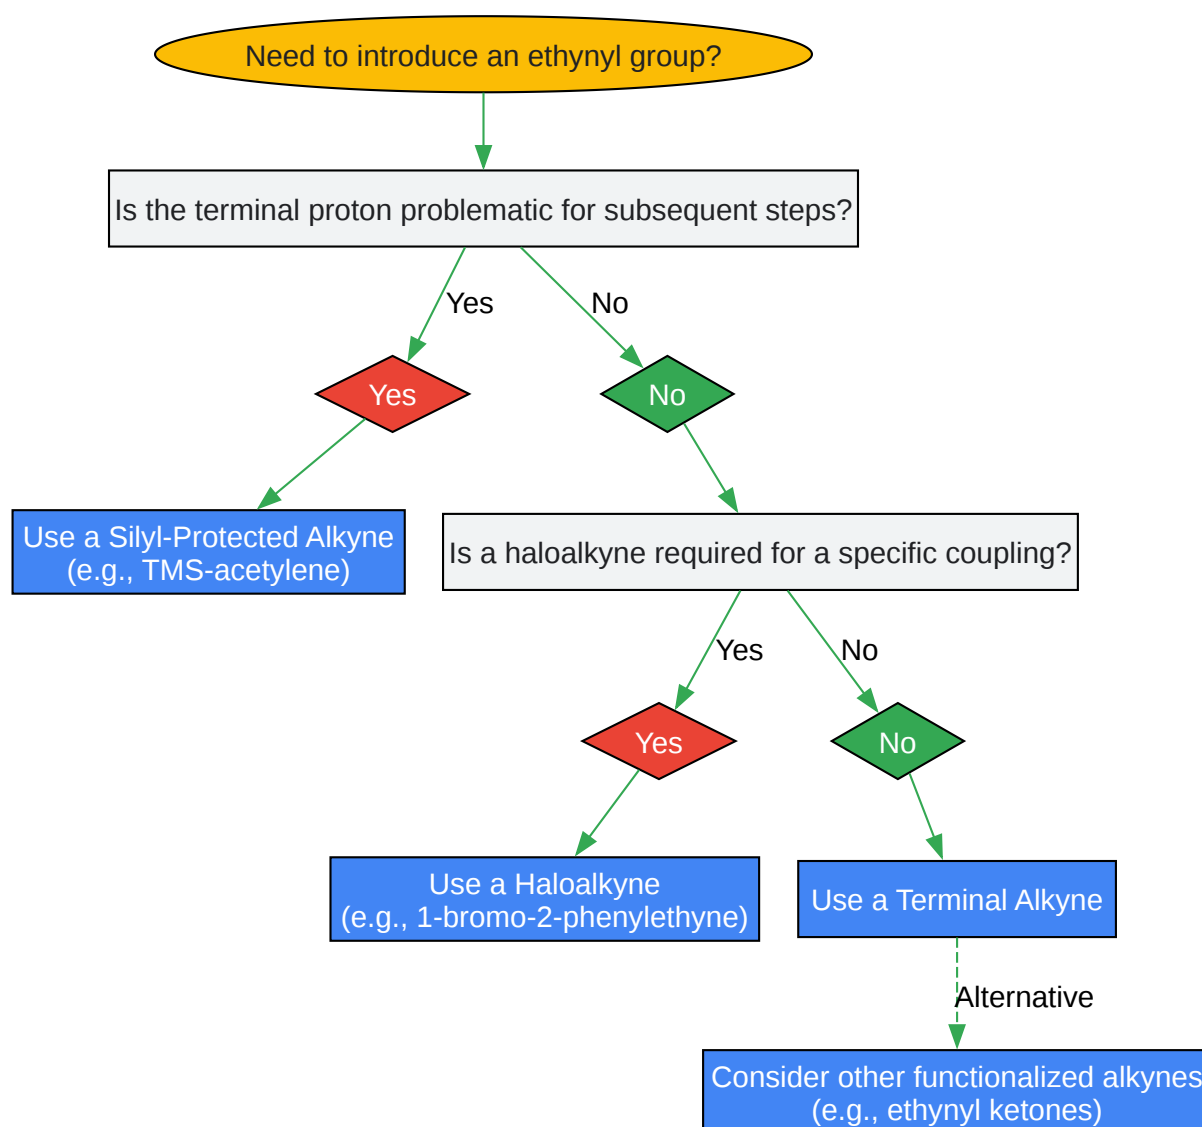 Need to introduce an ethynyl group?
Is the terminal proton problematic for subsequent steps?
Yes
No
Yes
No
Use a Silyl-Protected Alkyne
(e.g., TMS-acetylene)
Is a haloalkyne required for a specific coupling?
Yes
No
Yes
No
Use a Haloalkyne
(e.g., 1-bromo-2-phenylethyne)
Use a Terminal Alkyne
Alternative
Consider other functionalized alkynes
(e.g., ethynyl ketones)